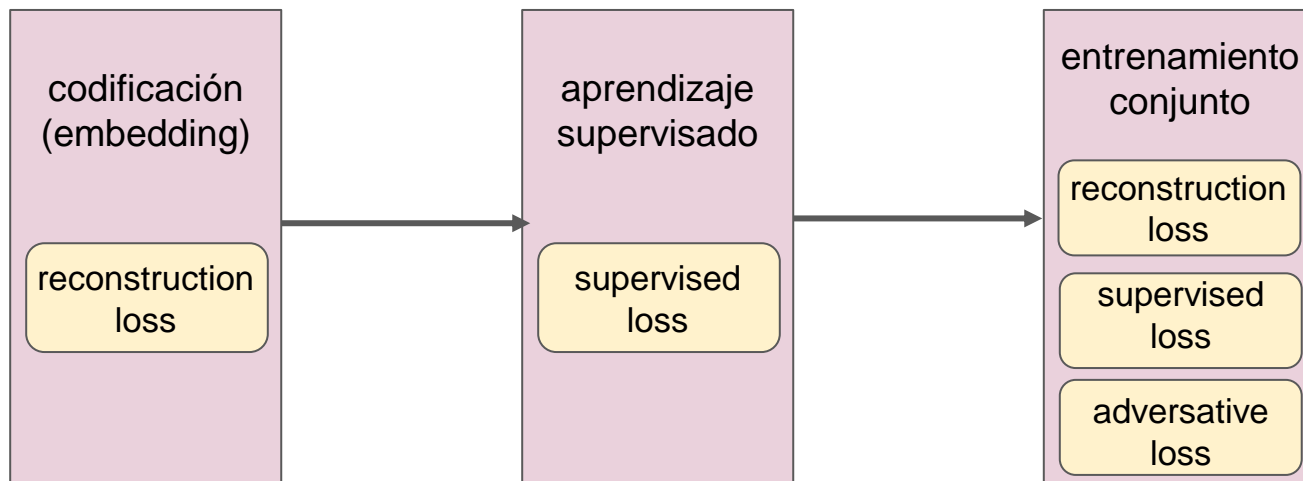 codificación
(embedding)
reconstruction
loss
aprendizaje
supervisado
supervised
loss
entrenamiento
conjunto
reconstruction
loss
supervised
loss
adversative
loss